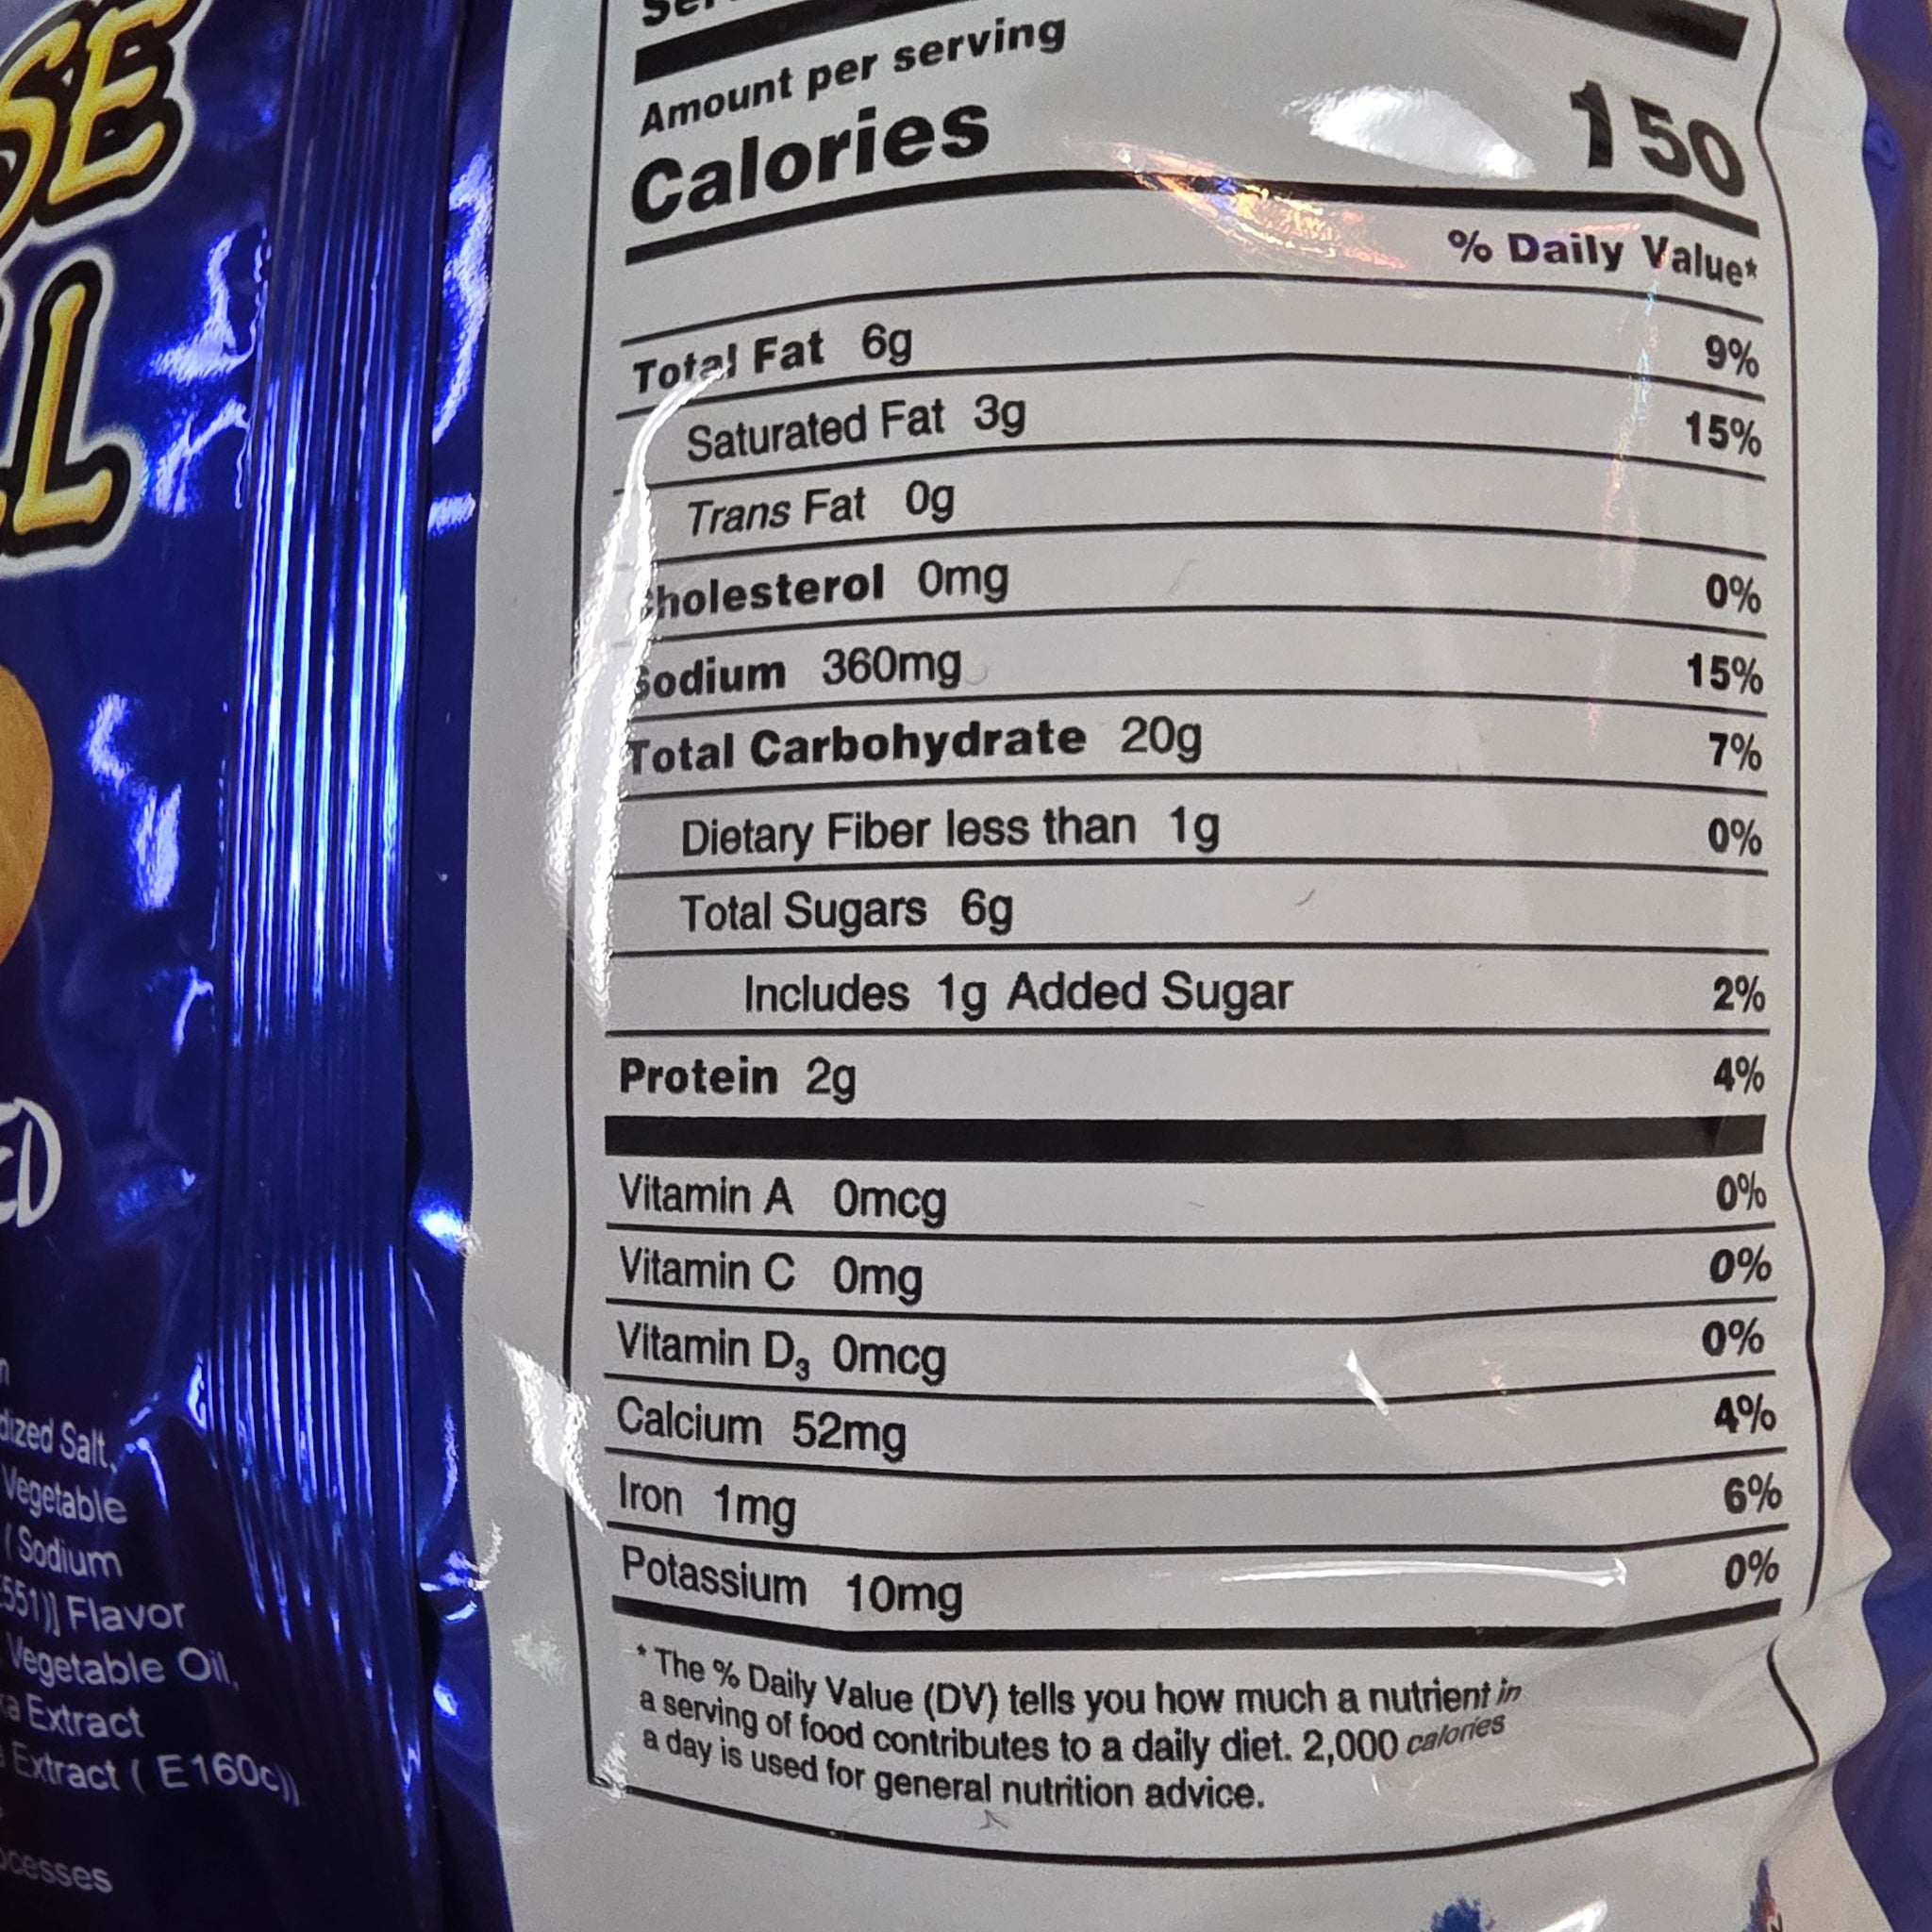 Amount per serving
Calories 150
% Daily Value*
Total Fat 6g 9%
Saturated Fat 3g 15%
Trans Fat 0g
Cholesterol 0mg 0%
Sodium 360mg 15%
Total Carbohydrate 20g 7%
Dietary Fiber less than 1g 0%
Total Sugars 6g
Includes 1g Added Sugar 2%
Protein 2g 4%
Vitamin A 0mcg 0%
Vitamin C 0mg 0%
Vitamin D₃ 0mcg 0%
Calcium 52mg 4%
Iron 1mg 6%
Potassium 10mg 0%
* The % Daily Value (DV) tells you how much a nutrient in
a serving of food contributes to a daily diet. 2,000 calories
a day is used for general nutrition advice.
Salt,
Vegetable
(Sodium
Flavor
Vegetable Oil,
Extract
Extract ( E160c))